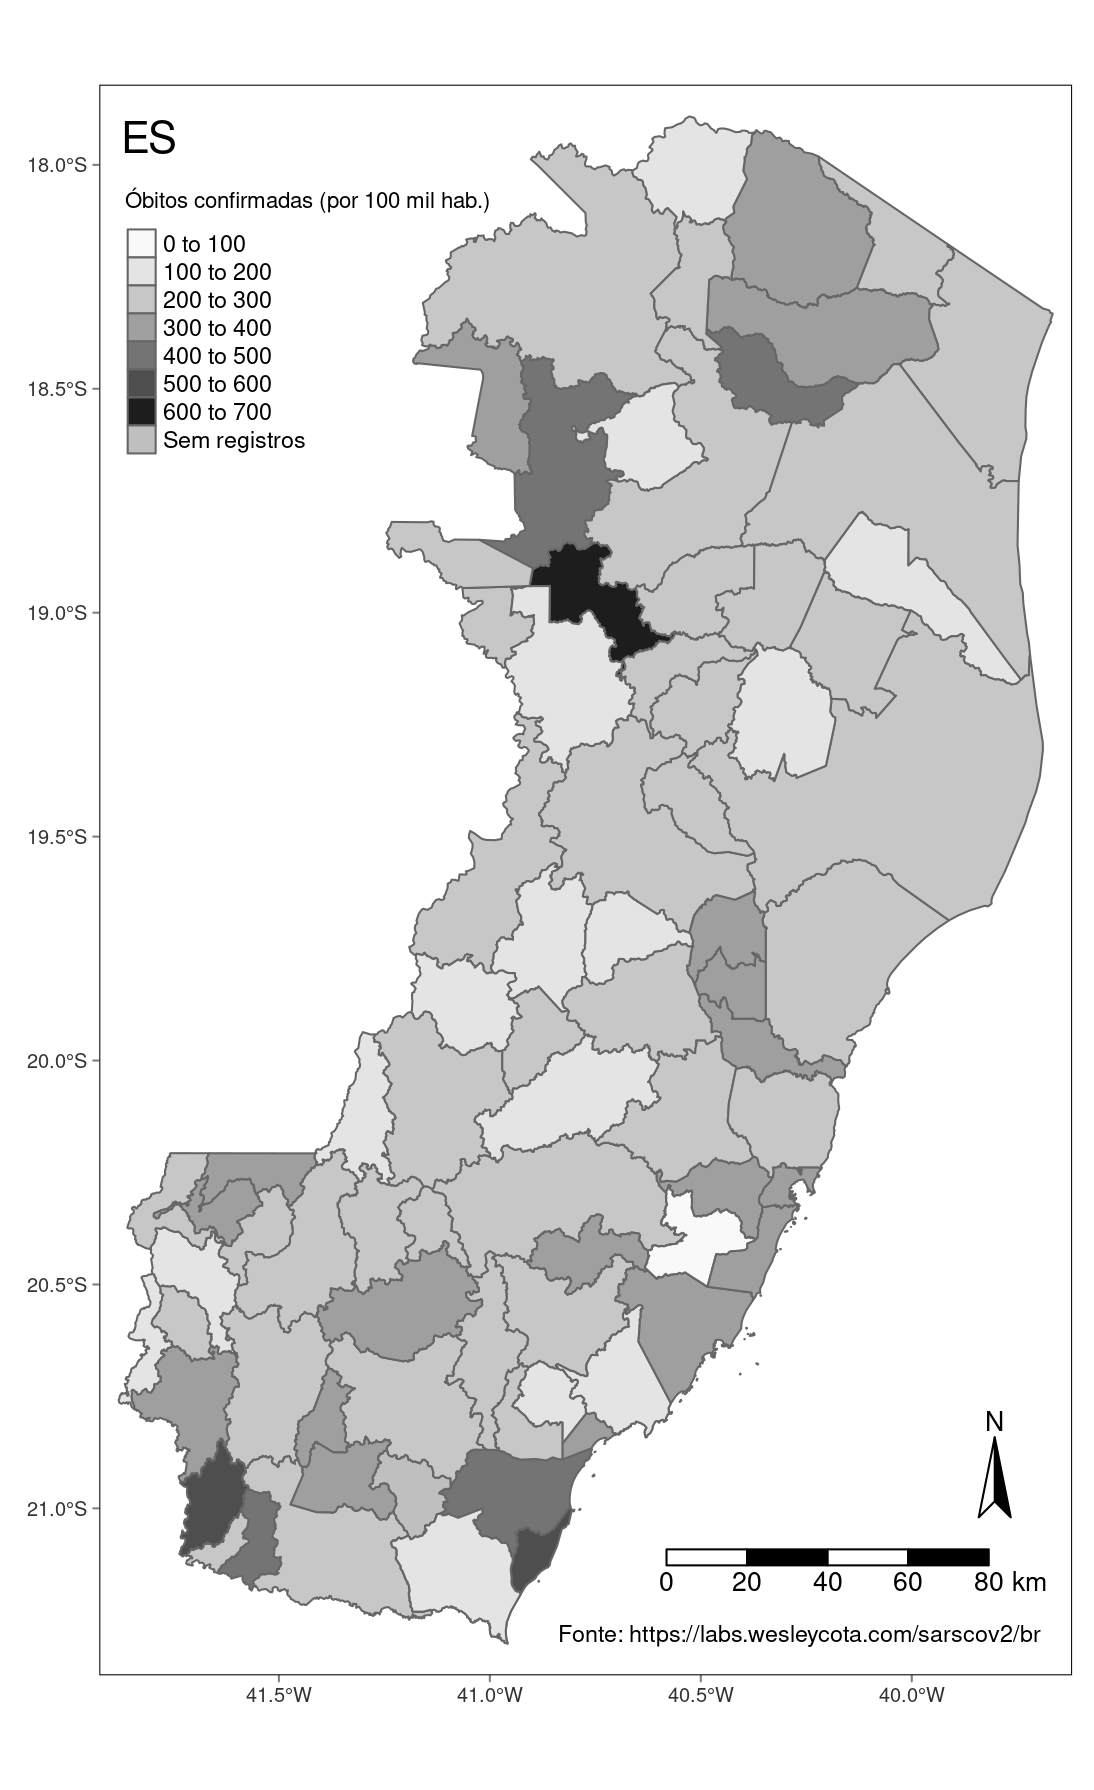 ES
Óbitos confirmadas (por 100 mil hab.)
0 to 100
100 to 200
200 to 300
300 to 400
400 to 500
500 to 600
600 to 700
Sem registros
18.0°S
18.5°S
19.0°S
19.5°S
20.0°S
20.5°S
21.0°S
N
0 20 40 60 80 km
Fonte: https://labs.wesleycota.com/sarscov2/br
41.5°W 41.0°W 40.5°W 40.0°W